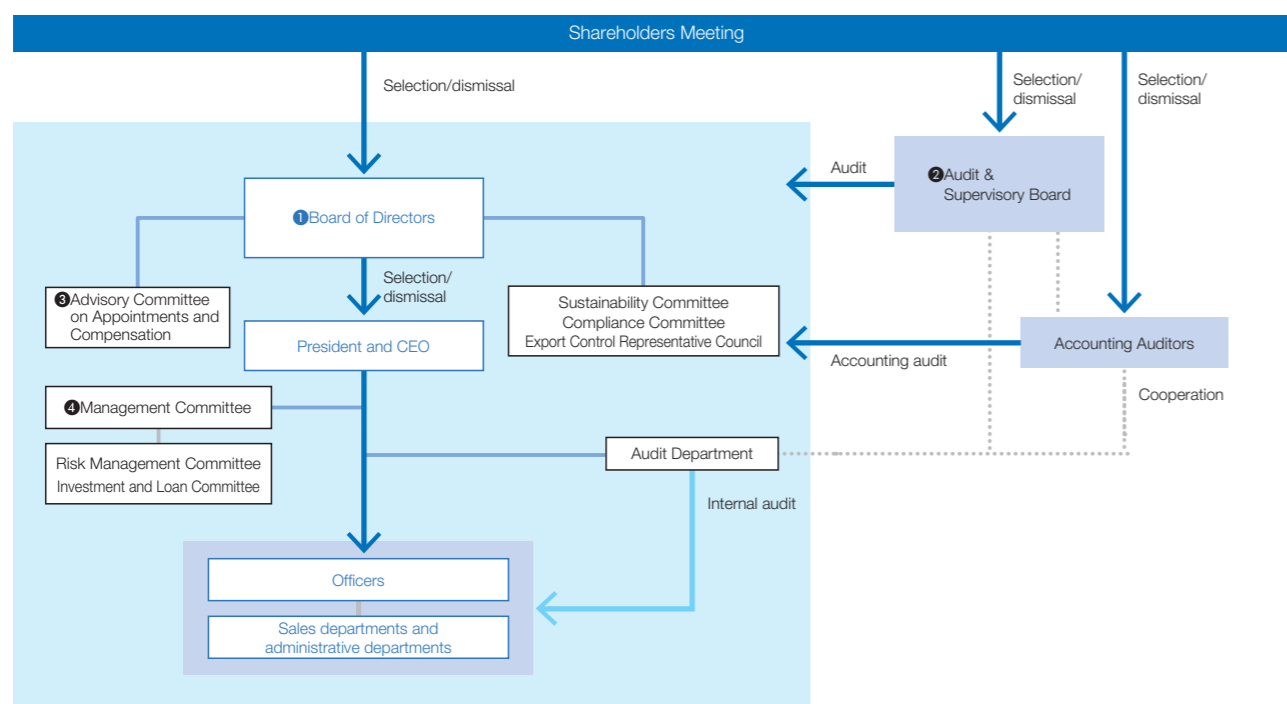 Shareholders Meeting
Selection/dismissal
Selection/
dismissal
Selection/
dismissal
Audit
❷Audit &
Supervisory Board
❶Board of Directors
Selection/
dismissal
❸Advisory Committee
on Appointments and
Compensation
Sustainability Committee
Compliance Committee
Export Control Representative Council
President and CEO
Accounting Auditors
Accounting audit
Cooperation
❹Management Committee
Risk Management Committee
Investment and Loan Committee
Audit Department
Internal audit
Officers
Sales departments and
administrative departments